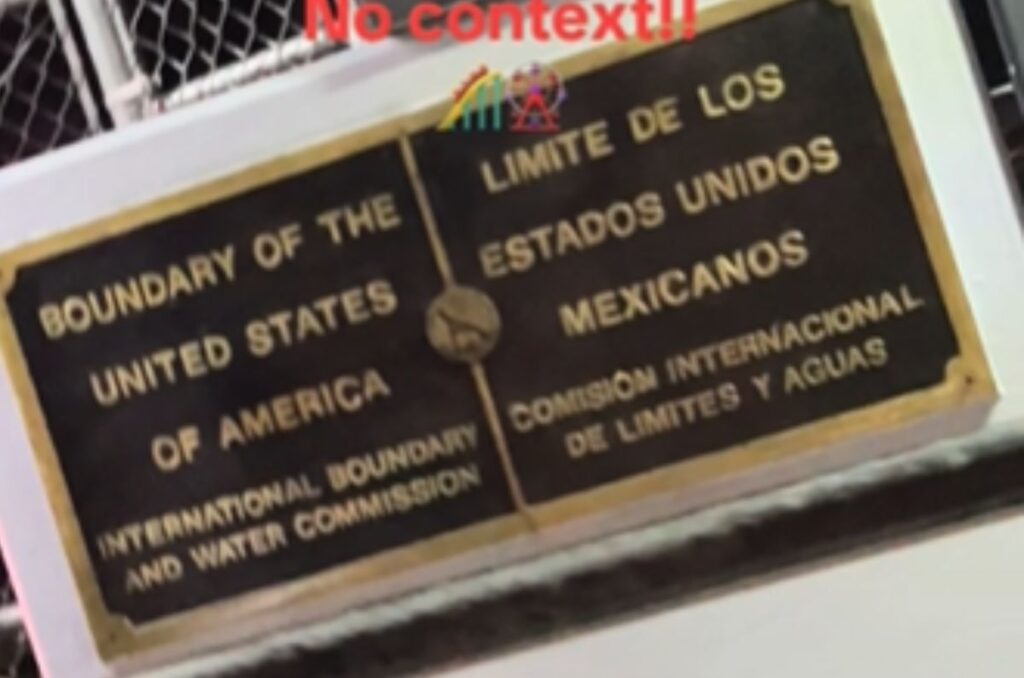 No context!!
BOUNDARY OF THE
UNITED STATES
OF AMERICA
INTERNATIONAL BOUNDARY
AND WATER COMMISSION
LIMITE DE LOS
ESTADOS UNIDOS
MEXICANOS
COMISIÓN INTERNACIONAL
DE LIMITES Y AGUAS